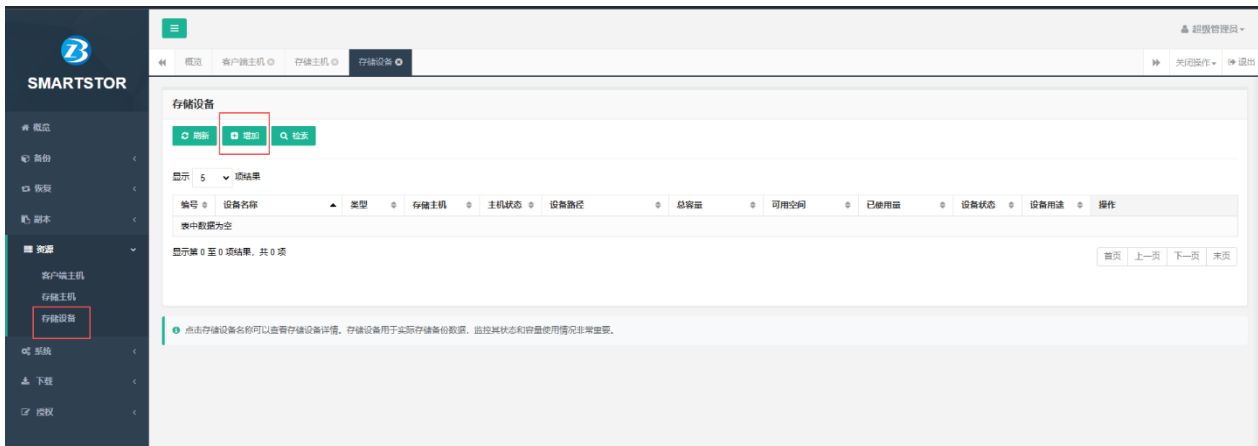 超级管理员
概览 客户端主机 存储主机 存储设备 关闭操作 退出
SMARTSTOR
概览
备份
恢复
副本
资源
客户端主机
存储主机
存储设备
系统
下载
授权
存储设备
刷新 增加 检索
显示 5 项结果
编号 设备名称 类型 存储主机 主机状态 设备路径 总容量 可用空间 已使用量 设备状态 设备用途 操作
表中数据为空
显示第 0 至 0 项结果，共 0 项
首页 上一页 下一页 末页
点击存储设备名称可以查看存储设备详情。存储设备用于实际存储备份数据，监控其状态和容量使用情况非常重要。